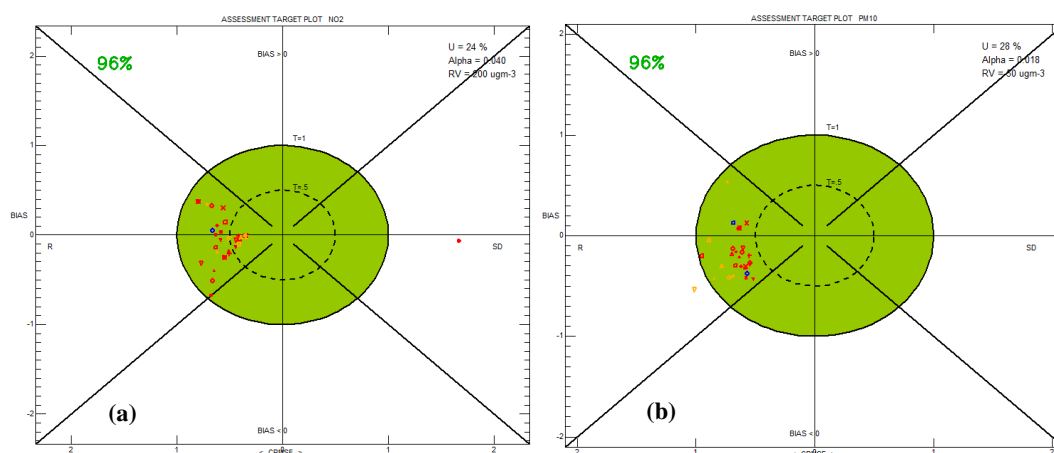 ASSESSMENT TARGET PLOT NO2
96%
BIAS > 0
U = 24 %
Alpha = 0.040
RV = 200 ugm-3
T=1
T=.5
BIAS
R
SD
2
1
0
-1
-2
(a)
BIAS < 0
2
1
0
1
2
< CRMSE >
ASSESSMENT TARGET PLOT PM10
96%
BIAS > 0
U = 28 %
Alpha = 0.018
RV = 50 ugm-3
T=1
T=.5
BIAS
R
SD
2
1
0
-1
-2
(b)
BIAS < 0
2
1
0
1
2